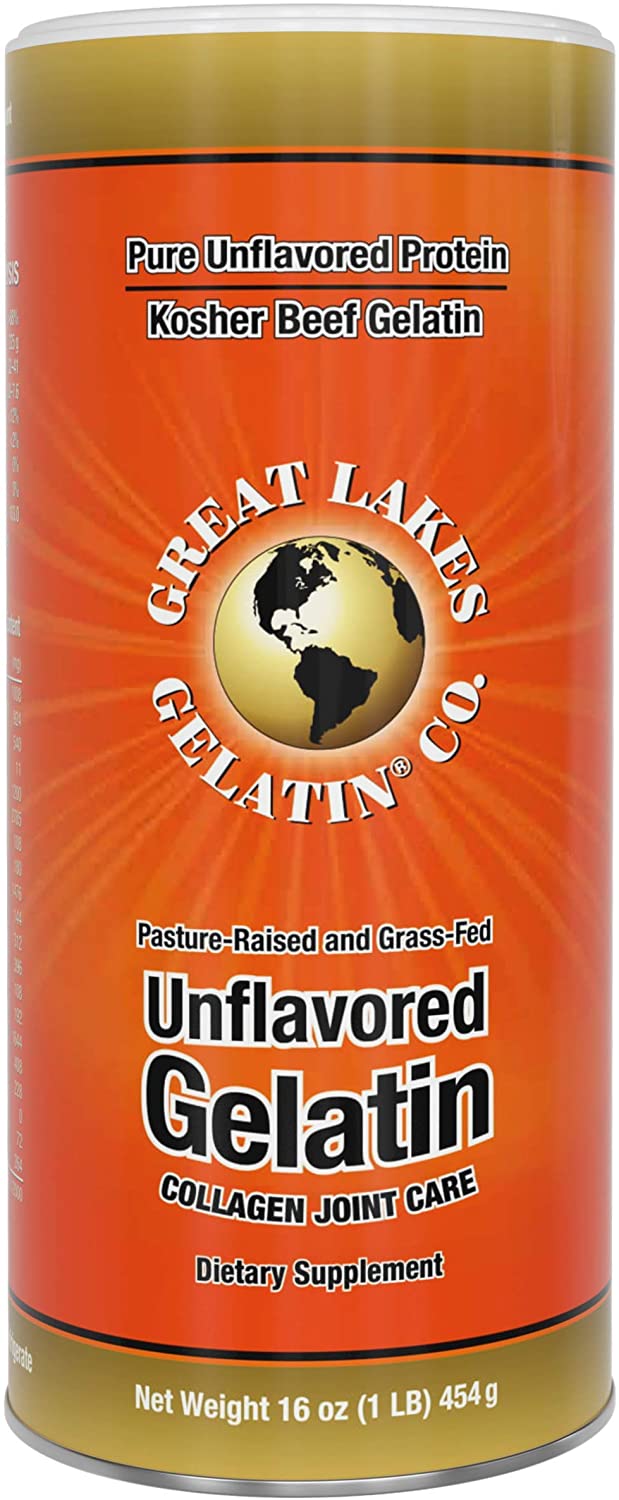 Pure Unflavored Protein
Kosher Beef Gelatin
GREAT LAKES
GELATIN® CO.
Pasture-Raised and Grass-Fed
Unflavored
Gelatin
COLLAGEN JOINT CARE
Dietary Supplement
Net Weight 16 oz (1 LB) 454 g